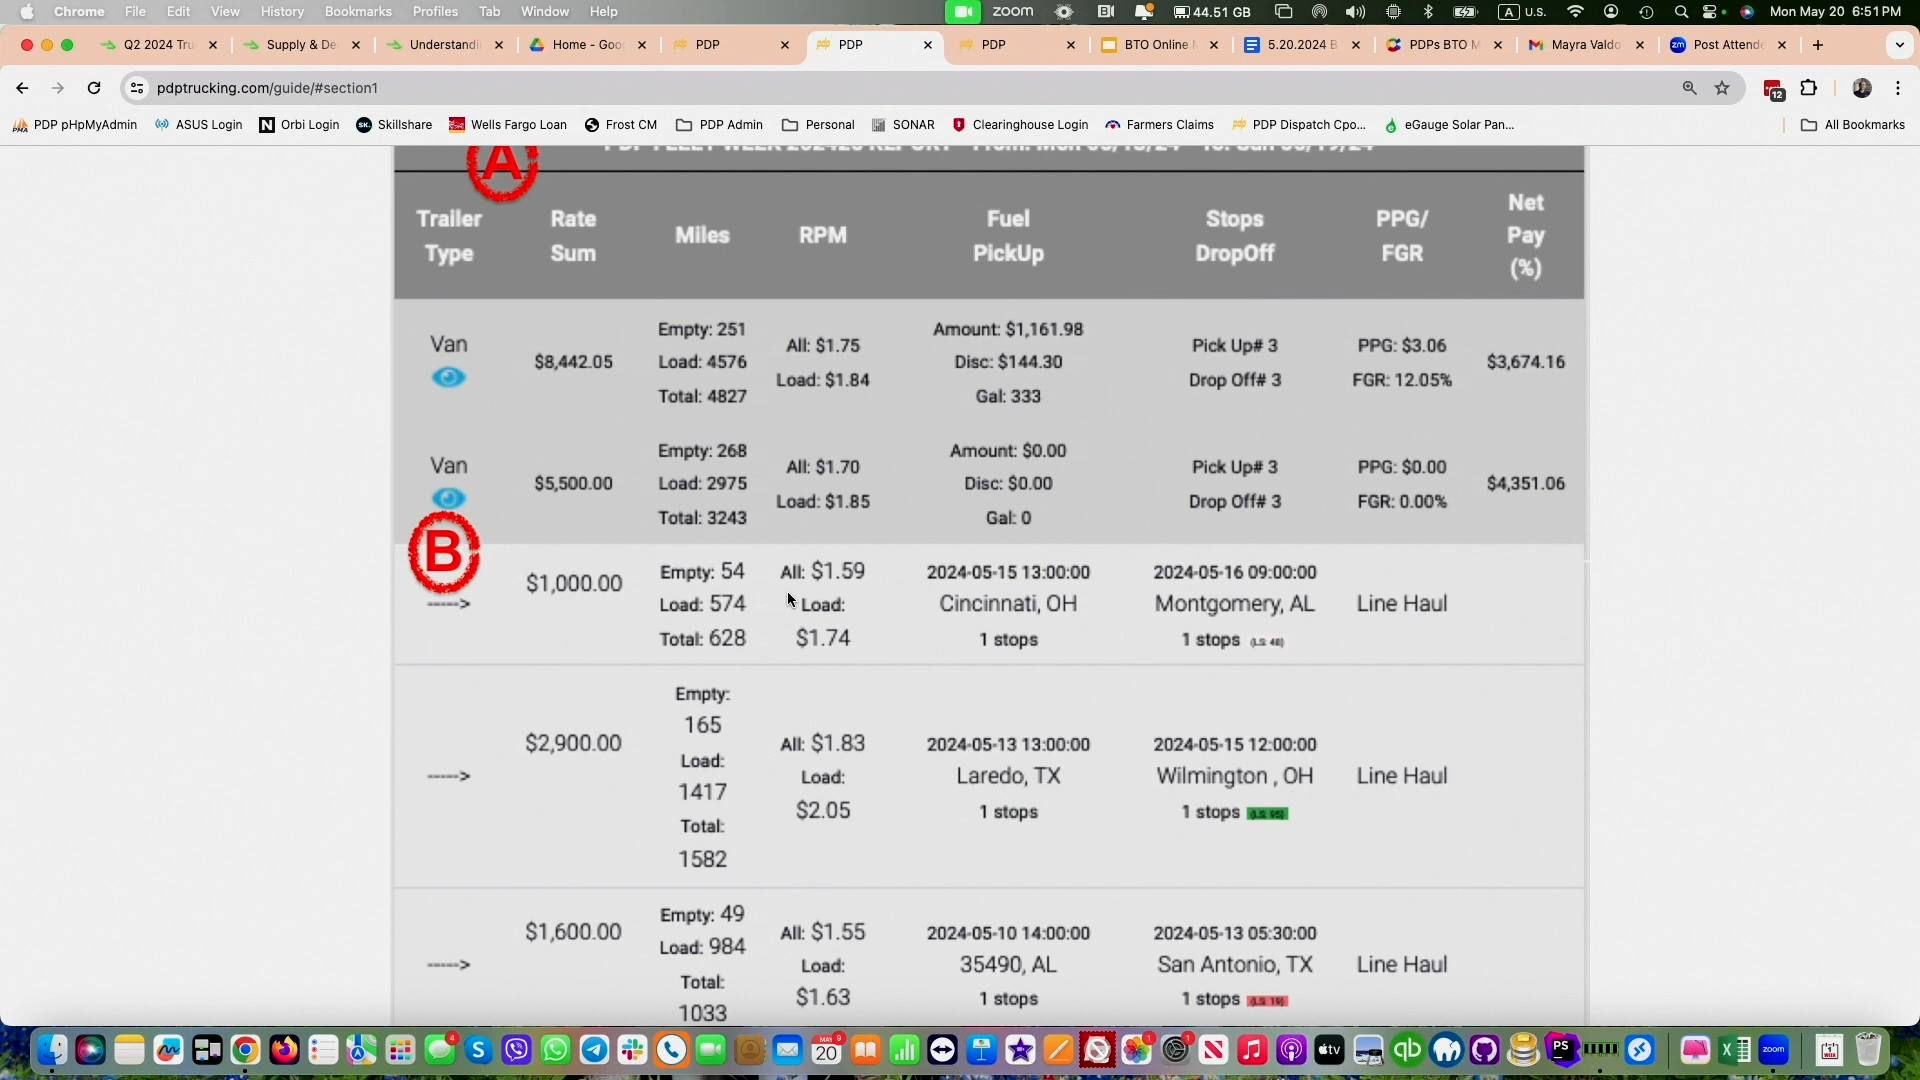 Chrome File Edit View History Bookmarks Profiles Tab Window Help zoom 44.51 GB A U.S. Mon May 20 6:51 PM
Q2 2024 Tru Supply & De Understandi Home - Goo PDP PDP PDP BTO Online M 5.20.2024 B PDPs BTO M Mayra Valdo Post Attende
pdptrucking.com/guide/#section1 12
PDP pHpMyAdmin ASUS Login Orbi Login Skillshare Wells Fargo Loan Frost CM PDP Admin Personal SONAR Clearinghouse Login Farmers Claims PDP Dispatch Cpo... eGauge Solar Pan... All Bookmarks
A
Trailer Type Rate Sum Miles RPM Fuel PickUp Stops DropOff PPG/ FGR Net Pay (%)
Van $8,442.05 Empty: 251 Load: 4576 Total: 4827 All: $1.75 Load: $1.84 Amount: $1,161.98 Disc: $144.30 Gal: 333 Pick Up# 3 Drop Off# 3 PPG: $3.06 FGR: 12.05% $3,674.16
Van $5,500.00 Empty: 268 Load: 2975 Total: 3243 All: $1.70 Load: $1.85 Amount: $0.00 Disc: $0.00 Gal: 0 Pick Up# 3 Drop Off# 3 PPG: $0.00 FGR: 0.00% $4,351.06
B
-----> $1,000.00 Empty: 54 Load: 574 Total: 628 All: $1.59 Load: $1.74 2024-05-15 13:00:00 Cincinnati, OH 1 stops 2024-05-16 09:00:00 Montgomery, AL 1 stops Line Haul
-----> $2,900.00 Empty: 165 Load: 1417 Total: 1582 All: $1.83 Load: $2.05 2024-05-13 13:00:00 Laredo, TX 1 stops 2024-05-15 12:00:00 Wilmington , OH 1 stops Line Haul
-----> $1,600.00 Empty: 49 Load: 984 Total: 1033 All: $1.55 Load: $1.63 2024-05-10 14:00:00 35490, AL 1 stops 2024-05-13 05:30:00 San Antonio, TX 1 stops Line Haul